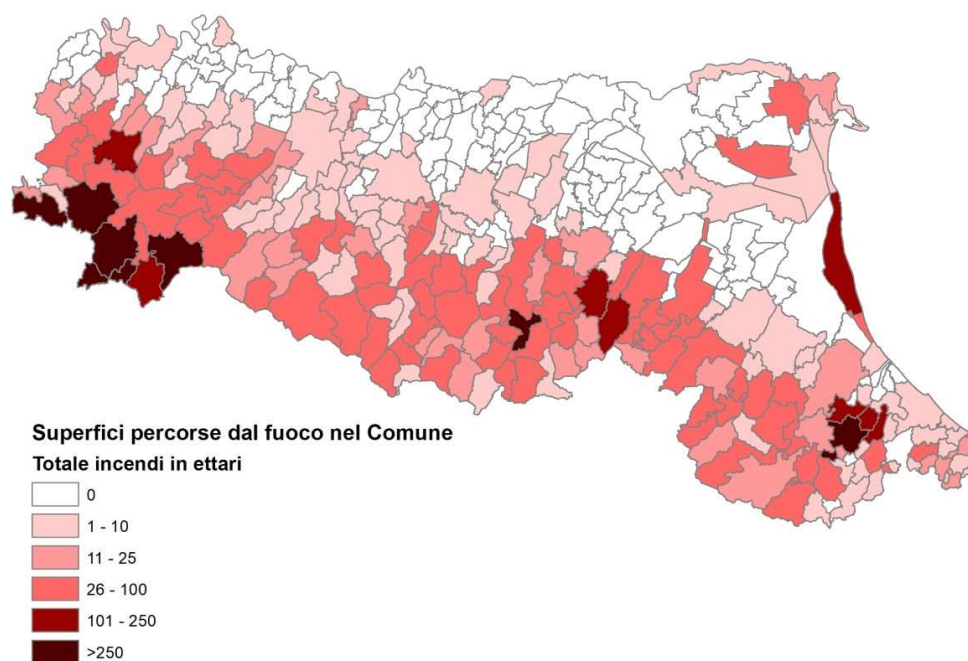 Superfici percorse dal fuoco nel Comune
Totale incendi in ettari
0
1 - 10
11 - 25
26 - 100
101 - 250
>250